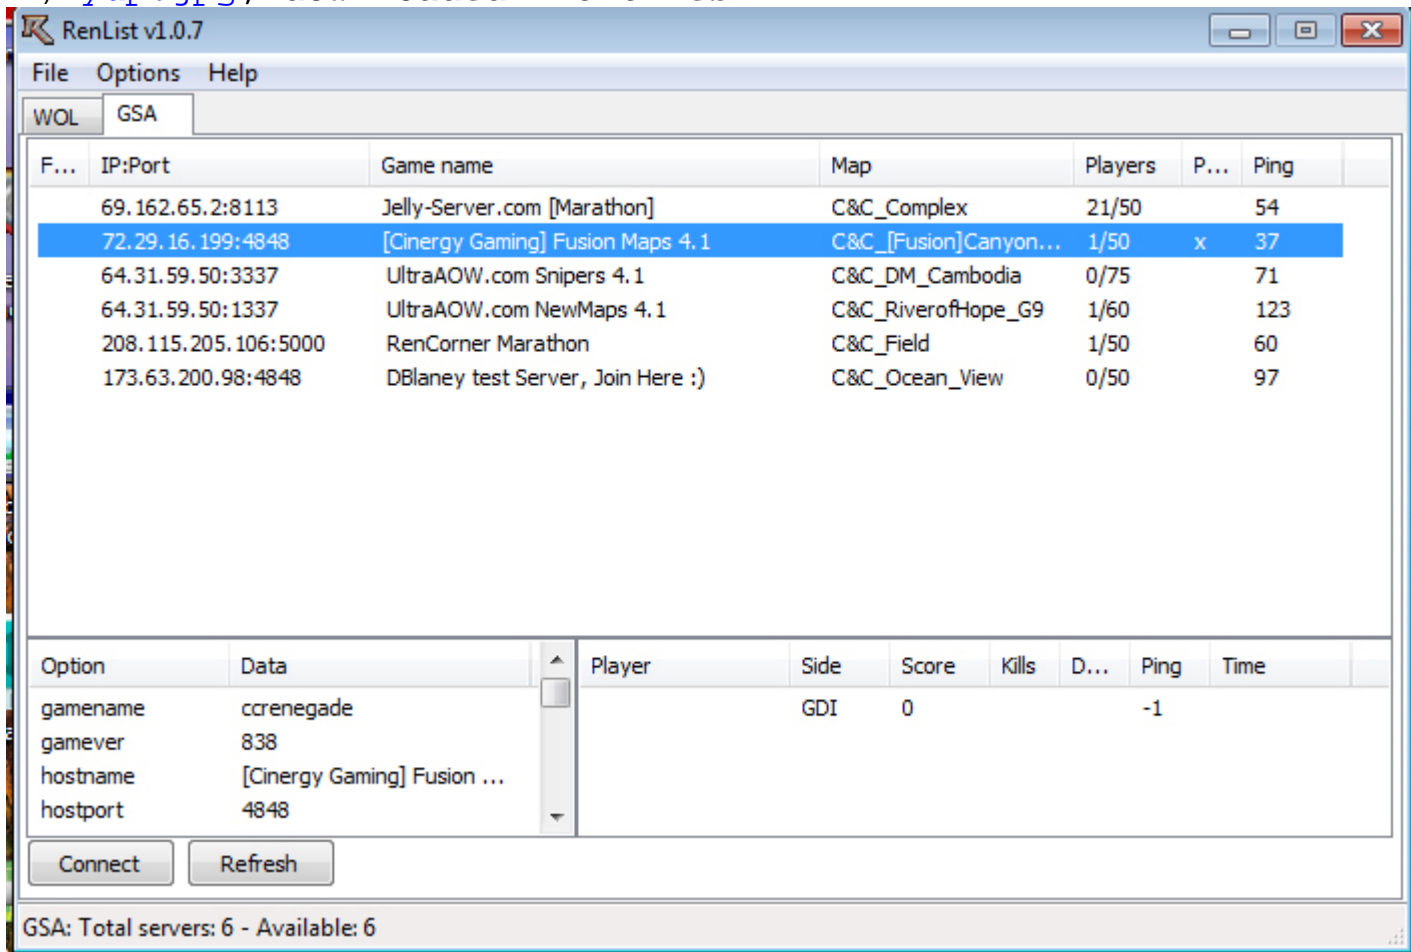 RenList v1.0.7
File Options Help
WOL GSA
F... IP:Port Game name Map Players P... Ping
69.162.65.2:8113 Jelly-Server.com [Marathon] C&C_Complex 21/50 54
72.29.16.199:4848 [Cinergy Gaming] Fusion Maps 4.1 C&C_[Fusion]Canyon... 1/50 x 37
64.31.59.50:3337 UltraAOW.com Snipers 4.1 C&C_DM_Cambodia 0/75 71
64.31.59.50:1337 UltraAOW.com NewMaps 4.1 C&C_RiverofHope_G9 1/60 123
208.115.205.106:5000 RenCorner Marathon C&C_Field 1/50 60
173.63.200.98:4848 DBlaney test Server, Join Here :) C&C_Ocean_View 0/50 97
Option Data Player Side Score Kills D... Ping Time
gamename ccrenegade GDI 0 -1
gamever 838
hostname [Cinergy Gaming] Fusion ...
hostport 4848
Connect Refresh
GSA: Total servers: 6 - Available: 6